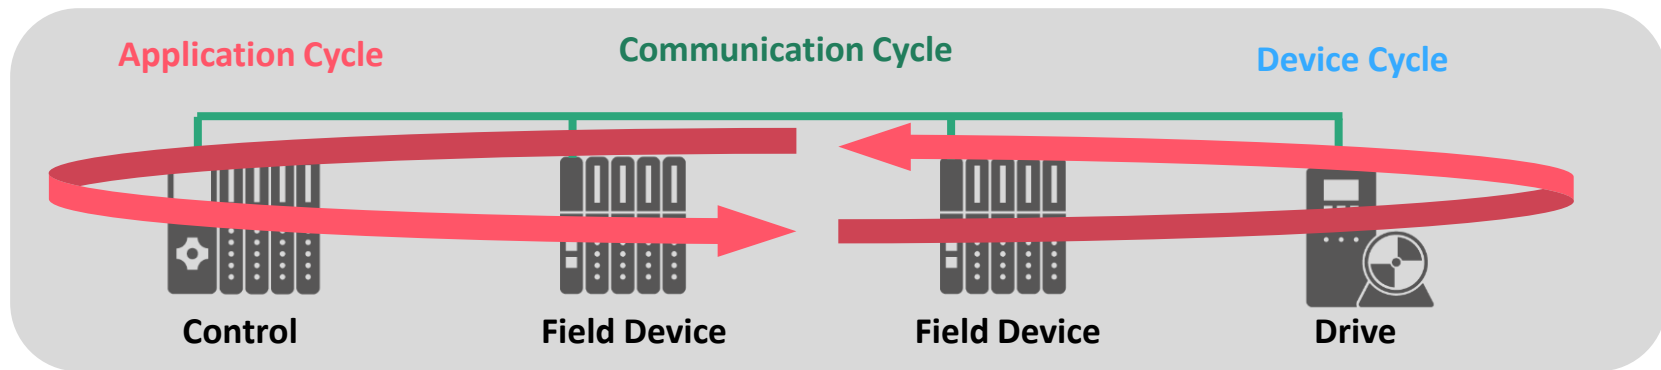 Application Cycle
Communication Cycle
Device Cycle
Control
Field Device
Field Device
Drive